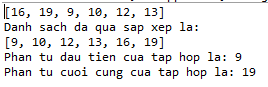 [16, 19, 9, 10, 12, 13]
Danh sach da qua sap xep la:
[9, 10, 12, 13, 16, 19]
Phan tu dau tien cua tap hop la: 9
Phan tu cuoi cung cua tap hop la: 19